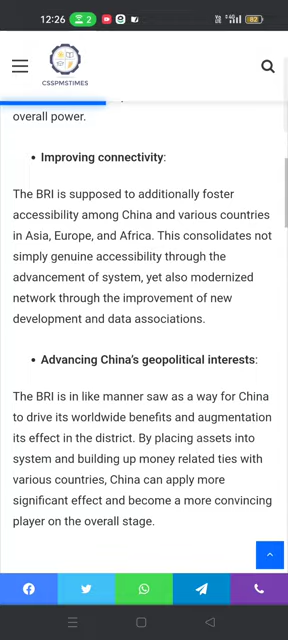 12:26
2
82
CSSPMSTIMES
overall power.
• Improving connectivity:
The BRI is supposed to additionally foster
accessibility among China and various countries
in Asia, Europe, and Africa. This consolidates not
simply genuine accessibility through the
advancement of system, yet also modernized
network through the improvement of new
development and data associations.
• Advancing China's geopolitical interests:
The BRI is in like manner saw as a way for China
to drive its worldwide benefits and augmentation
its effect in the district. By placing assets into
system and building up money related ties with
various countries, China can apply more
significant effect and become a more convincing
player on the overall stage.